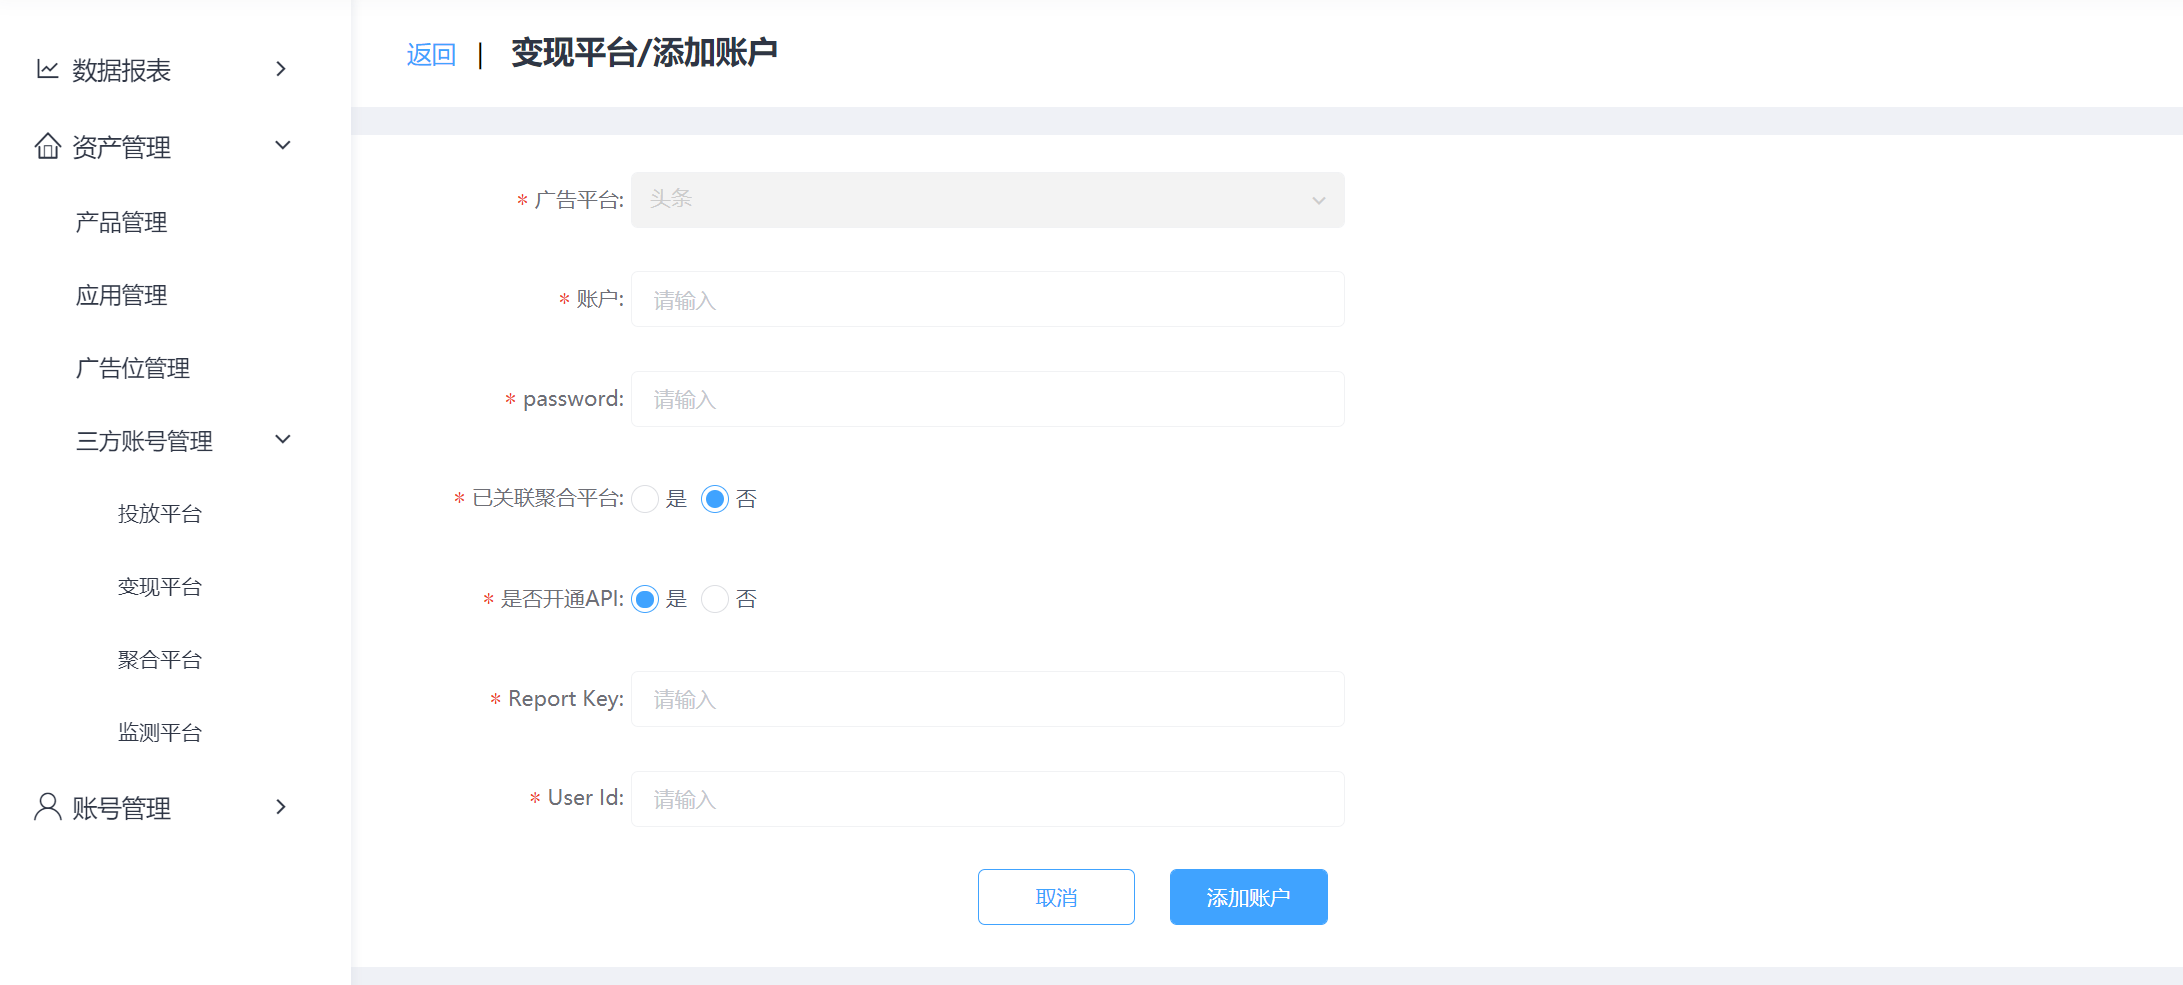 数据报表
资产管理
产品管理
应用管理
广告位管理
三方账号管理
投放平台
变现平台
聚合平台
监测平台
账号管理
返回 | 变现平台/添加账户
* 广告平台: 头条
* 账户: 请输入
* password: 请输入
* 已关联聚合平台: 是 否
* 是否开通API: 是 否
* Report Key: 请输入
* User Id: 请输入
取消 添加账户